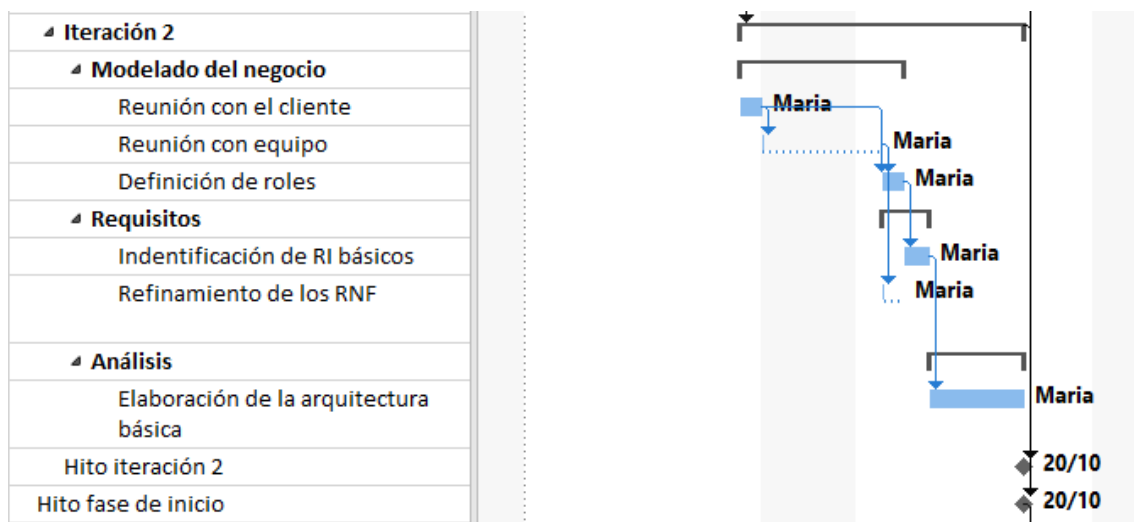 Iteración 2
Modelado del negocio
Reunión con el cliente
Maria
Reunión con equipo
Maria
Definición de roles
Maria
Requisitos
Indentificación de RI básicos
Maria
Refinamiento de los RNF
Maria
Análisis
Elaboración de la arquitectura
básica
Maria
Hito iteración 2
20/10
Hito fase de inicio
20/10